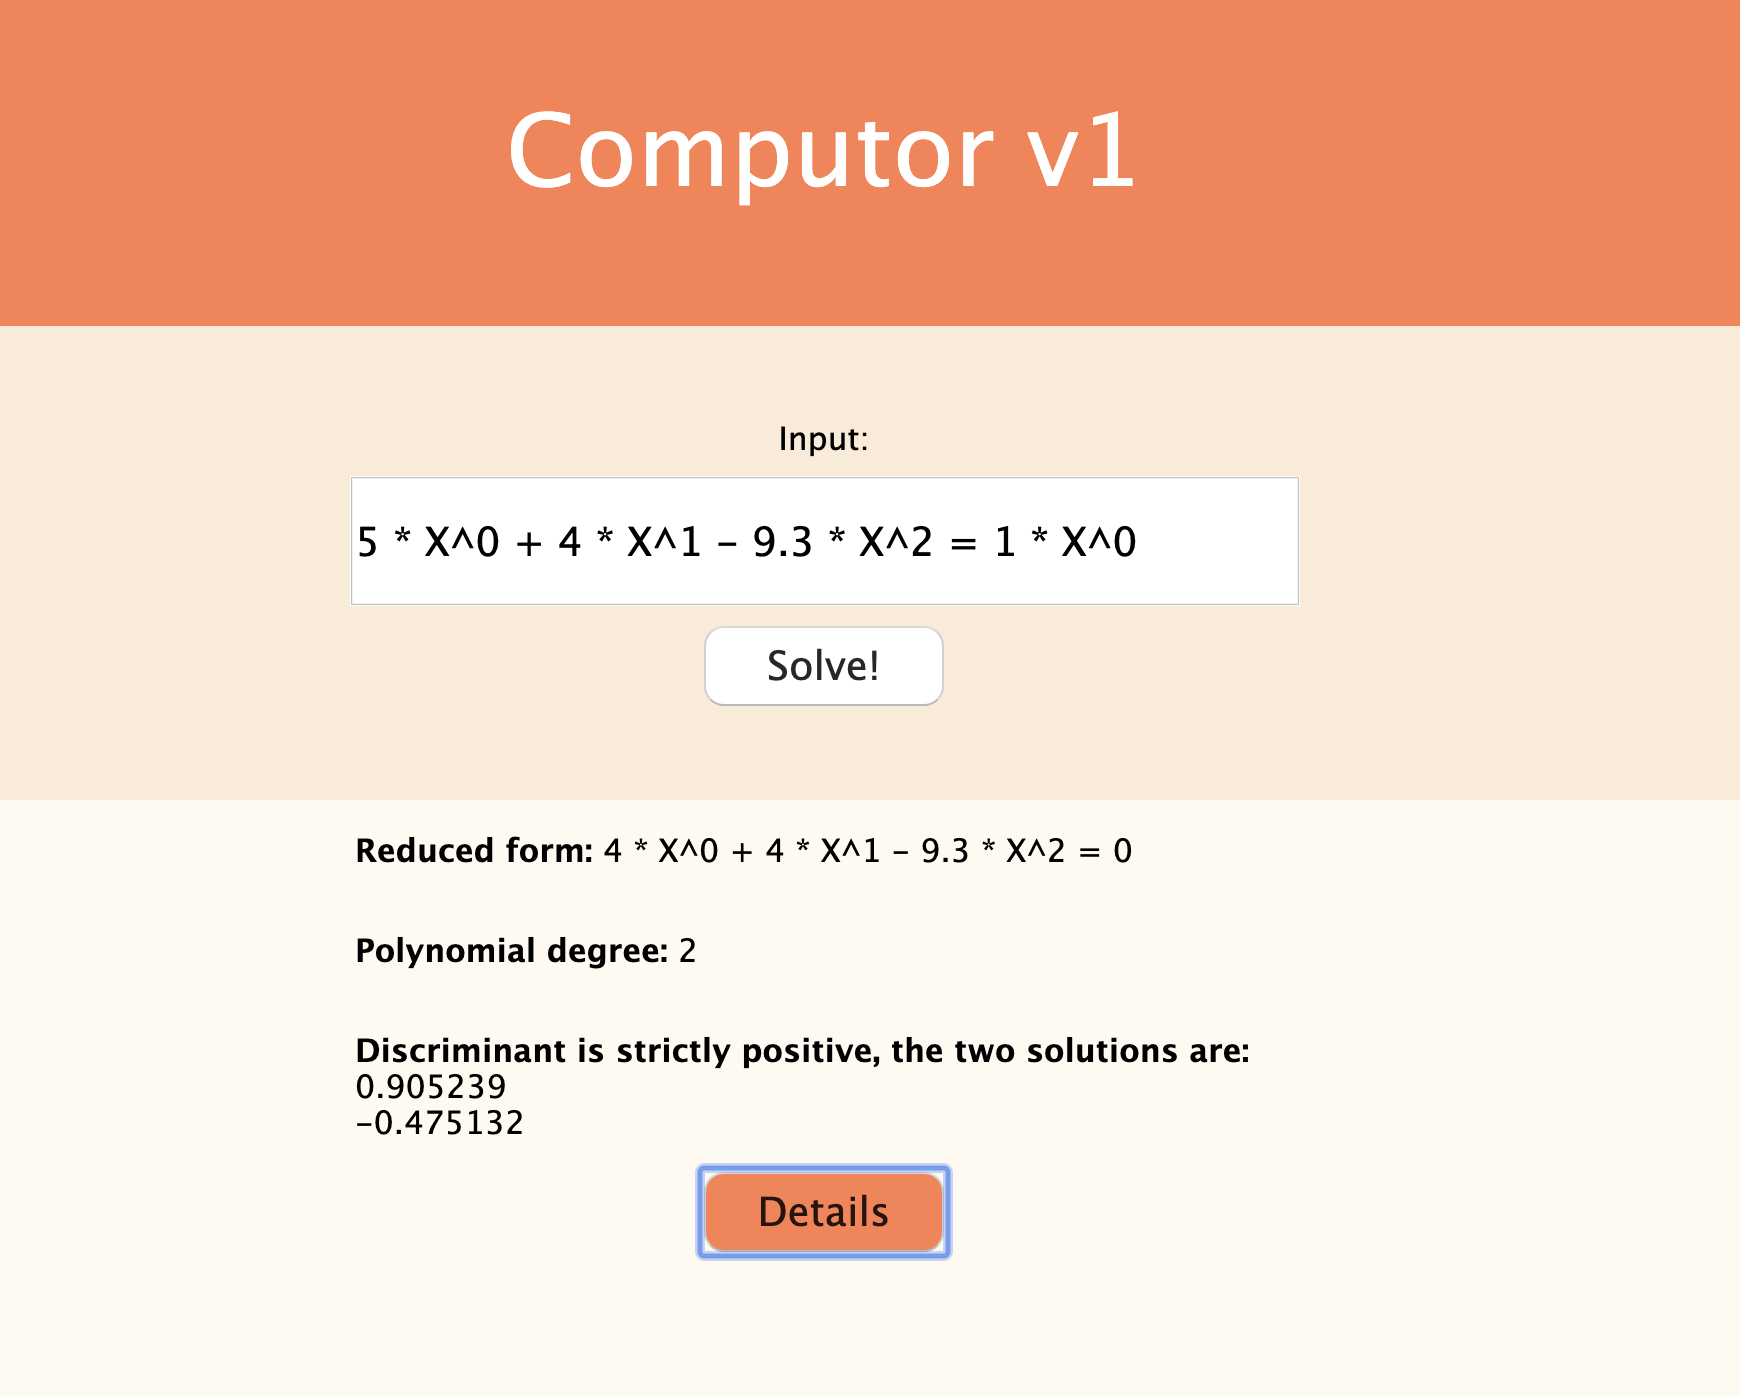 Computor v1
Input:
5 * X^0 + 4 * X^1 - 9.3 * X^2 = 1 * X^0
Solve!
Reduced form: 4 * X^0 + 4 * X^1 - 9.3 * X^2 = 0
Polynomial degree: 2
Discriminant is strictly positive, the two solutions are:
0.905239
-0.475132
Details